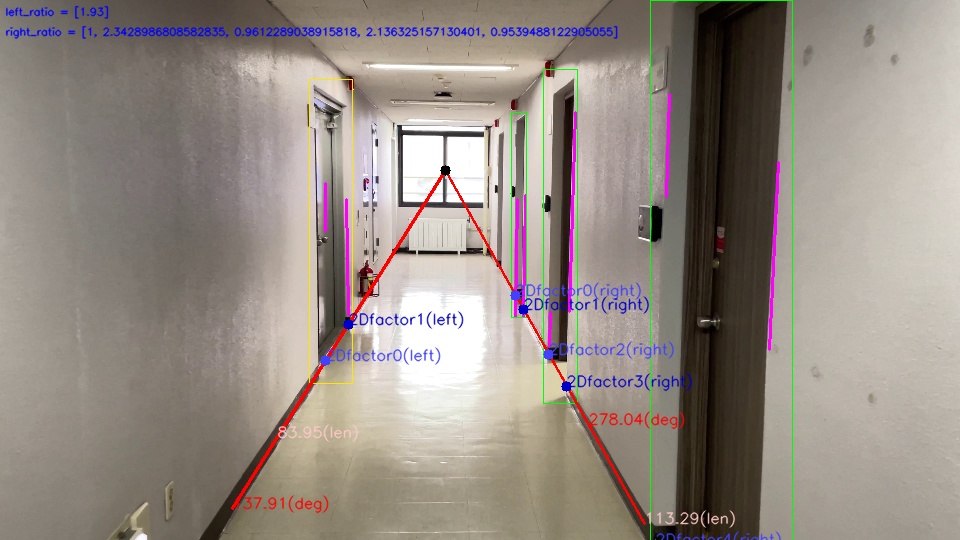 left_ratio = [1.93]
right_ratio = [1, 2.3428986808582835, 0.9612289038915818, 2.136325157130401, 0.9539488122905055]
2Dfactor0(right)
2Dfactor1(right)
2Dfactor1(left)
2Dfactor2(right)
2Dfactor0(left)
2Dfactor3(right)
278.04(deg)
83.95(len)
37.91(deg)
113.29(len)
2Dfactor4(right)